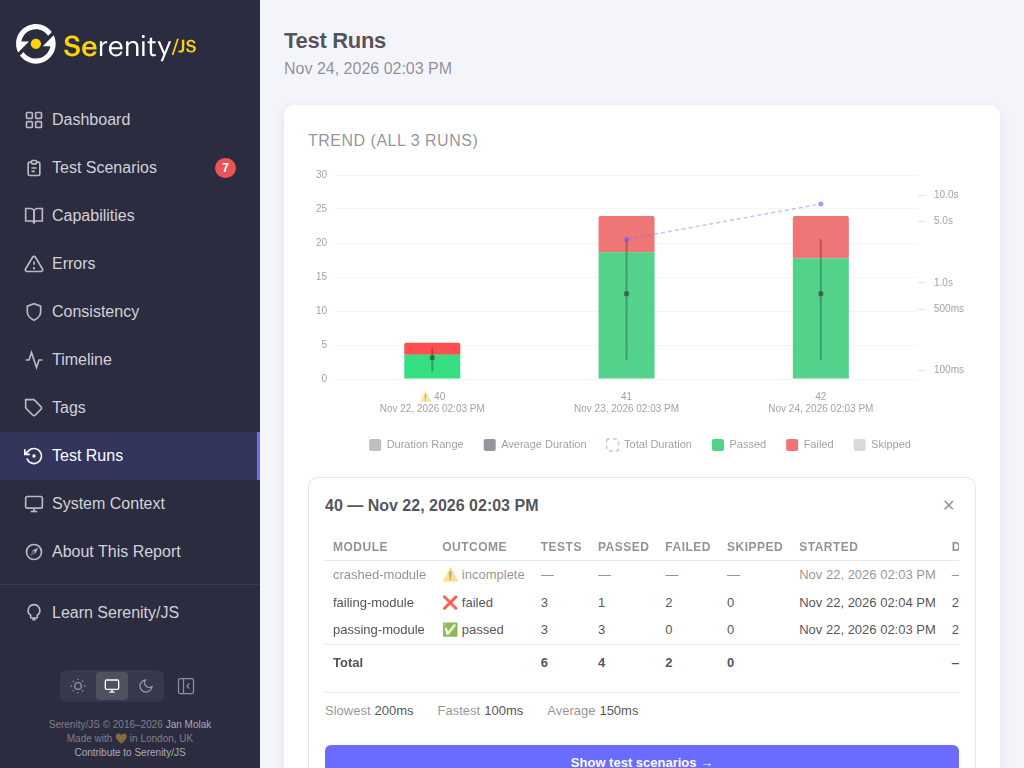 Serenity/JS
Dashboard
Test Scenarios 7
Capabilities
Errors
Consistency
Timeline
Tags
Test Runs
System Context
About This Report
Learn Serenity/JS
Serenity/JS © 2016–2026 Jan Molak
Made with 💛 in London, UK
Contribute to Serenity/JS
Test Runs
Nov 24, 2026 02:03 PM
TREND (ALL 3 RUNS)
30
25
20
15
10
5
0
10.0s
5.0s
1.0s
500ms
100ms
⚠️ 40
Nov 22, 2026 02:03 PM
41
Nov 23, 2026 02:03 PM
42
Nov 24, 2026 02:03 PM
Duration Range Average Duration Total Duration Passed Failed Skipped
40 — Nov 22, 2026 02:03 PM ✕
MODULE OUTCOME TESTS PASSED FAILED SKIPPED STARTED D
crashed-module ⚠️ incomplete — — — — Nov 22, 2026 02:03 PM –
failing-module ❌ failed 3 1 2 0 Nov 22, 2026 02:04 PM 2
passing-module ✅ passed 3 3 0 0 Nov 22, 2026 02:03 PM 2
Total 6 4 2 0 –
Slowest 200ms Fastest 100ms Average 150ms
Show test scenarios →